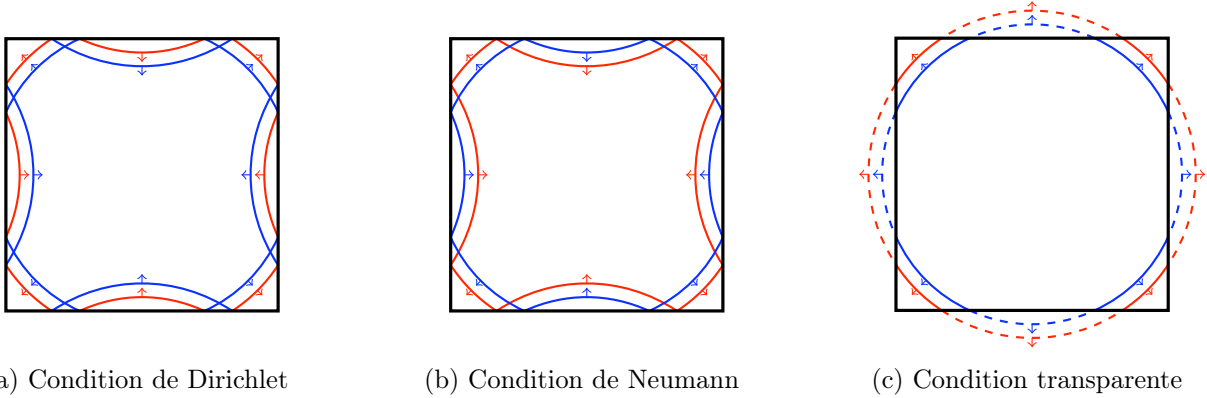 a) Condition de Dirichlet
(b) Condition de Neumann
(c) Condition transparente